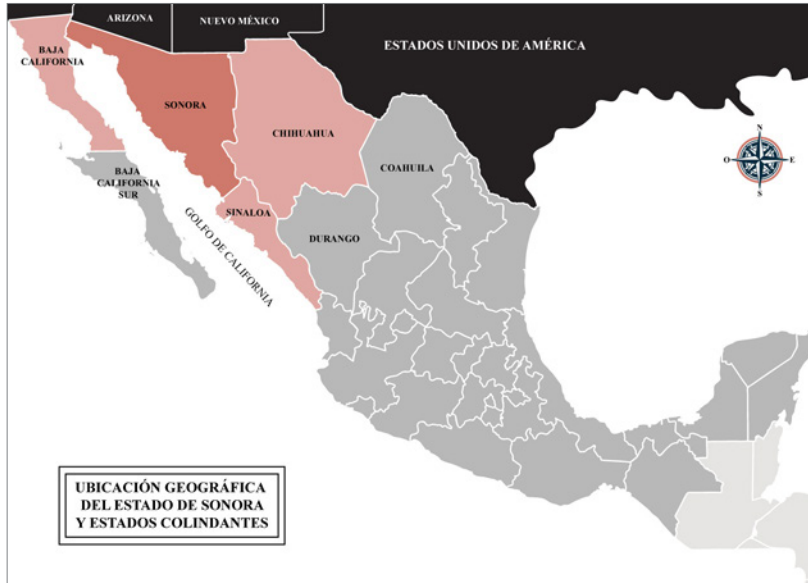 ARIZONA
NUEVO MÉXICO
ESTADOS UNIDOS DE AMÉRICA
BAJA
CALIFORNIA
SONORA
CHIHUAHUA
COAHUILA
N
O
E
S
BAJA
CALIFORNIA
SUR
SINALOA
DURANGO
GOLFO DE CALIFORNIA
UBICACIÓN GEOGRÁFICA
DEL ESTADO DE SONORA
Y ESTADOS COLINDANTES